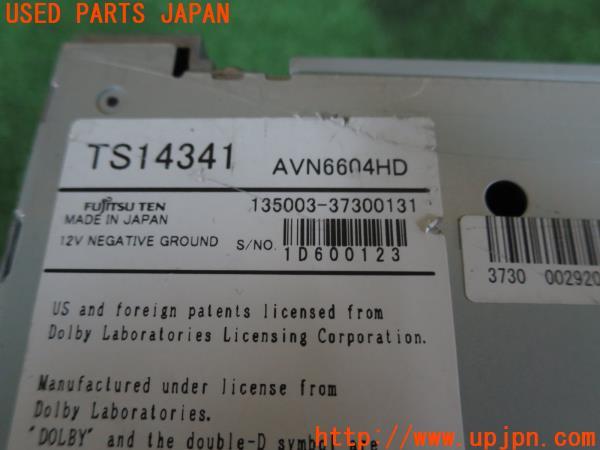 USED PARTS JAPAN
TS14341 AVN6604HD
FUJITSU TEN 135003-37300131
MADE IN JAPAN
12V NEGATIVE GROUND S/NO. 1D600123
3730 002920
US and foreign patents licensed from
Dolby Laboratories Licensing Corporation.
Manufactured under license from
Dolby Laboratories.
"DOLBY" and the double-D symbol are
http://www.upjpn.com